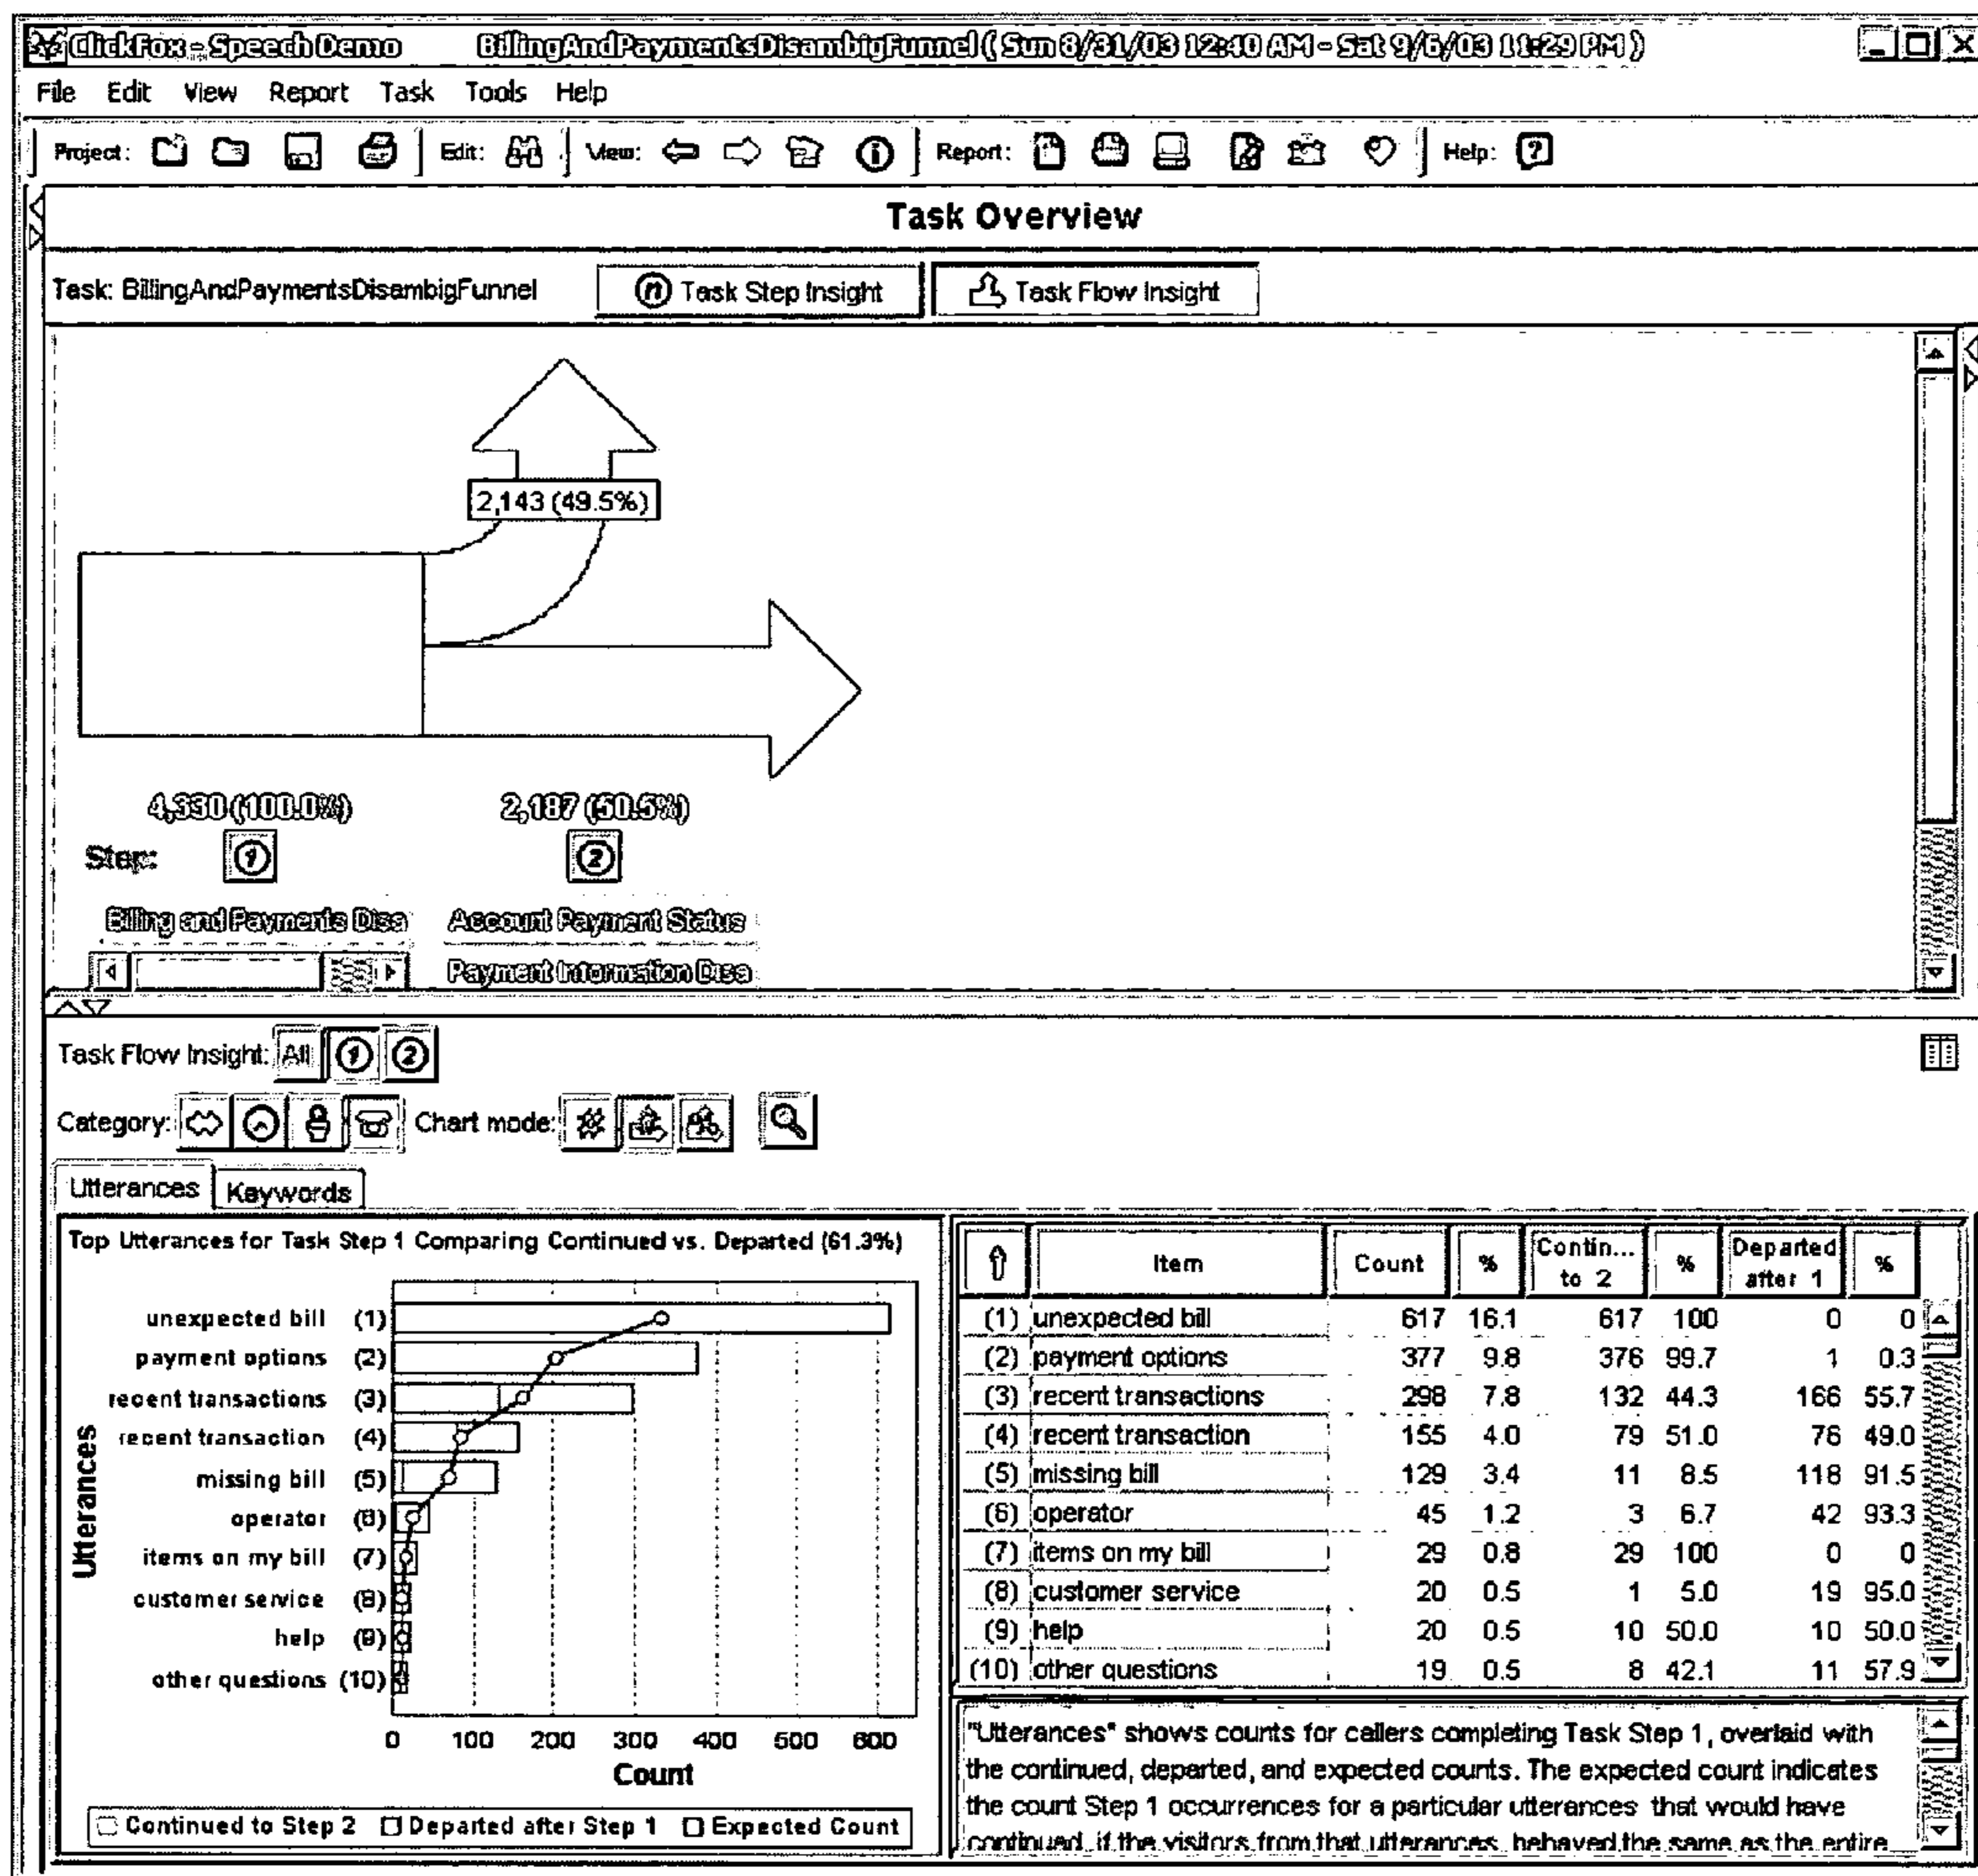 ClickFox - Speech Demo BillingAndPaymentsDisambigFunnel ( Sun 8/31/03 12:40 AM - Sat 9/6/03 11:29 PM )
File Edit View Report Task Tools Help
Project: Edit: View: Report: Help:
Task Overview
Task: BillingAndPaymentsDisambigFunnel Task Step Insight Task Flow Insight
2,143 (49.5%)
4,330 (100.0%) 2,187 (50.5%)
Step: 1 2
Billing and Payments Disa Account Payment Status
Payment Information Disa
Task Flow Insight: All 1 2
Category: Chart mode:
Utterances Keywords
Top Utterances for Task Step 1 Comparing Continued vs. Departed (61.3%)
Utterances
unexpected bill (1)
payment options (2)
recent transactions (3)
recent transaction (4)
missing bill (5)
operator (6)
items on my bill (7)
customer service (8)
help (9)
other questions (10)
0 100 200 300 400 500 600
Count
Continued to Step 2 Departed after Step 1 Expected Count
Item Count % Contin... to 2 % Departed after 1 %
(1) unexpected bill 617 16.1 617 100 0 0
(2) payment options 377 9.8 376 99.7 1 0.3
(3) recent transactions 298 7.8 132 44.3 166 55.7
(4) recent transaction 155 4.0 79 51.0 76 49.0
(5) missing bill 129 3.4 11 8.5 118 91.5
(6) operator 45 1.2 3 6.7 42 93.3
(7) items on my bill 29 0.8 29 100 0 0
(8) customer service 20 0.5 1 5.0 19 95.0
(9) help 20 0.5 10 50.0 10 50.0
(10) other questions 19 0.5 8 42.1 11 57.9
"Utterances" shows counts for callers completing Task Step 1, overlaid with
the continued, departed, and expected counts. The expected count indicates
the count Step 1 occurrences for a particular utterances that would have
continued, if the visitors from that utterances behaved the same as the entire